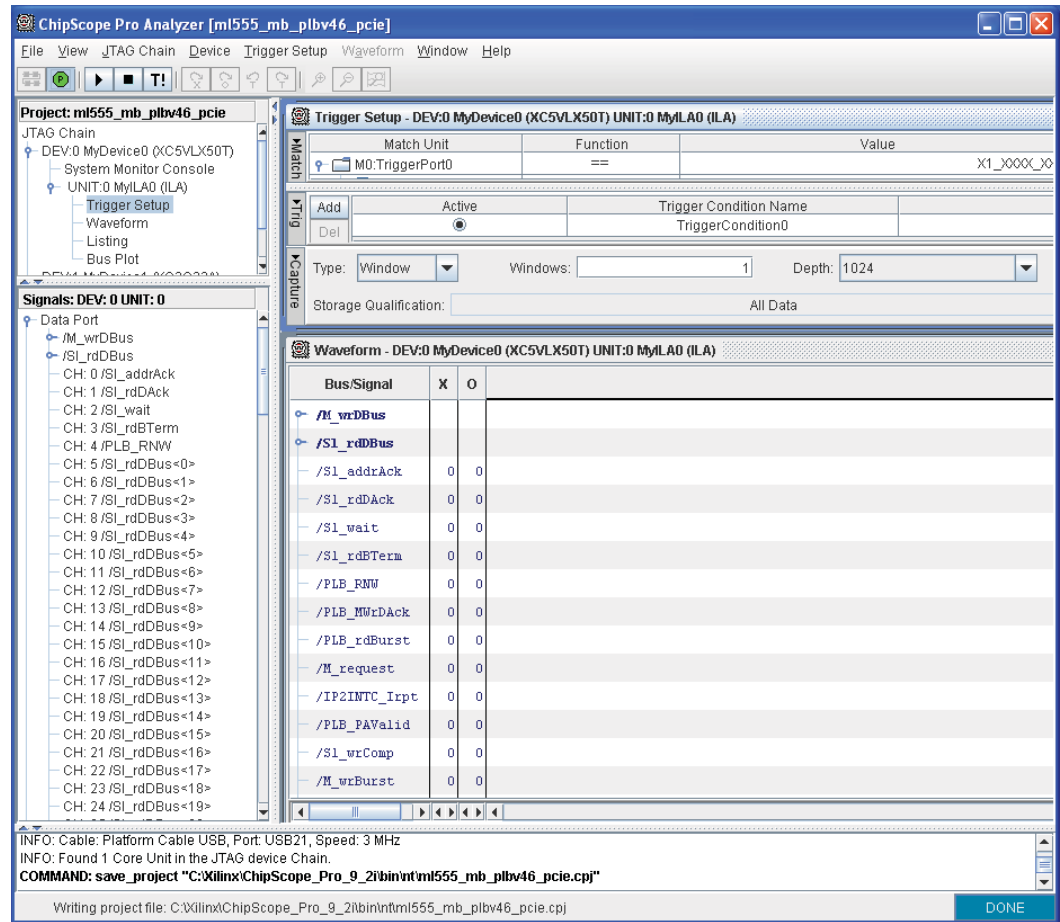 ChipScope Pro Analyzer [ml555_mb_plbv46_pcie]
File View JTAG Chain Device Trigger Setup Waveform Window Help
P T!
Project: ml555_mb_plbv46_pcie
JTAG Chain
DEV:0 MyDevice0 (XC5VLX50T)
System Monitor Console
UNIT:0 MyILA0 (ILA)
Trigger Setup
Waveform
Listing
Bus Plot
Signals: DEV: 0 UNIT: 0
Data Port
/M_wrDBus
/Sl_rdDBus
CH: 0 /Sl_addrAck
CH: 1 /Sl_rdDAck
CH: 2 /Sl_wait
CH: 3 /Sl_rdBTerm
CH: 4 /PLB_RNW
CH: 5 /Sl_rdDBus<0>
CH: 6 /Sl_rdDBus<1>
CH: 7 /Sl_rdDBus<2>
CH: 8 /Sl_rdDBus<3>
CH: 9 /Sl_rdDBus<4>
CH: 10 /Sl_rdDBus<5>
CH: 11 /Sl_rdDBus<6>
CH: 12 /Sl_rdDBus<7>
CH: 13 /Sl_rdDBus<8>
CH: 14 /Sl_rdDBus<9>
CH: 15 /Sl_rdDBus<10>
CH: 16 /Sl_rdDBus<11>
CH: 17 /Sl_rdDBus<12>
CH: 18 /Sl_rdDBus<13>
CH: 19 /Sl_rdDBus<14>
CH: 20 /Sl_rdDBus<15>
CH: 21 /Sl_rdDBus<16>
CH: 22 /Sl_rdDBus<17>
CH: 23 /Sl_rdDBus<18>
CH: 24 /Sl_rdDBus<19>
Trigger Setup - DEV:0 MyDevice0 (XC5VLX50T) UNIT:0 MyILA0 (ILA)
Match
Match Unit Function Value
M0:TriggerPort0 == X1_XXXX_XX
Trig
Add Active Trigger Condition Name
Del TriggerCondition0
Capture
Type: Window Windows: 1 Depth: 1024
Storage Qualification: All Data
Waveform - DEV:0 MyDevice0 (XC5VLX50T) UNIT:0 MyILA0 (ILA)
Bus/Signal X O
/M_wrDBus
/Sl_rdDBus
/Sl_addrAck 0 0
/Sl_rdDAck 0 0
/Sl_wait 0 0
/Sl_rdBTerm 0 0
/PLB_RNW 0 0
/PLB_MWrDAck 0 0
/PLB_rdBurst 0 0
/M_request 0 0
/IP2INTC_Irpt 0 0
/PLB_PAValid 0 0
/Sl_wrComp 0 0
/M_wrBurst 0 0
INFO: Cable: Platform Cable USB, Port: USB21, Speed: 3 MHz
INFO: Found 1 Core Unit in the JTAG device Chain.
COMMAND: save_project "C:\Xilinx\ChipScope_Pro_9_2i\bin\nt\ml555_mb_plbv46_pcie.cpj"
Writing project file: C:\Xilinx\ChipScope_Pro_9_2i\bin\nt\ml555_mb_plbv46_pcie.cpj DONE